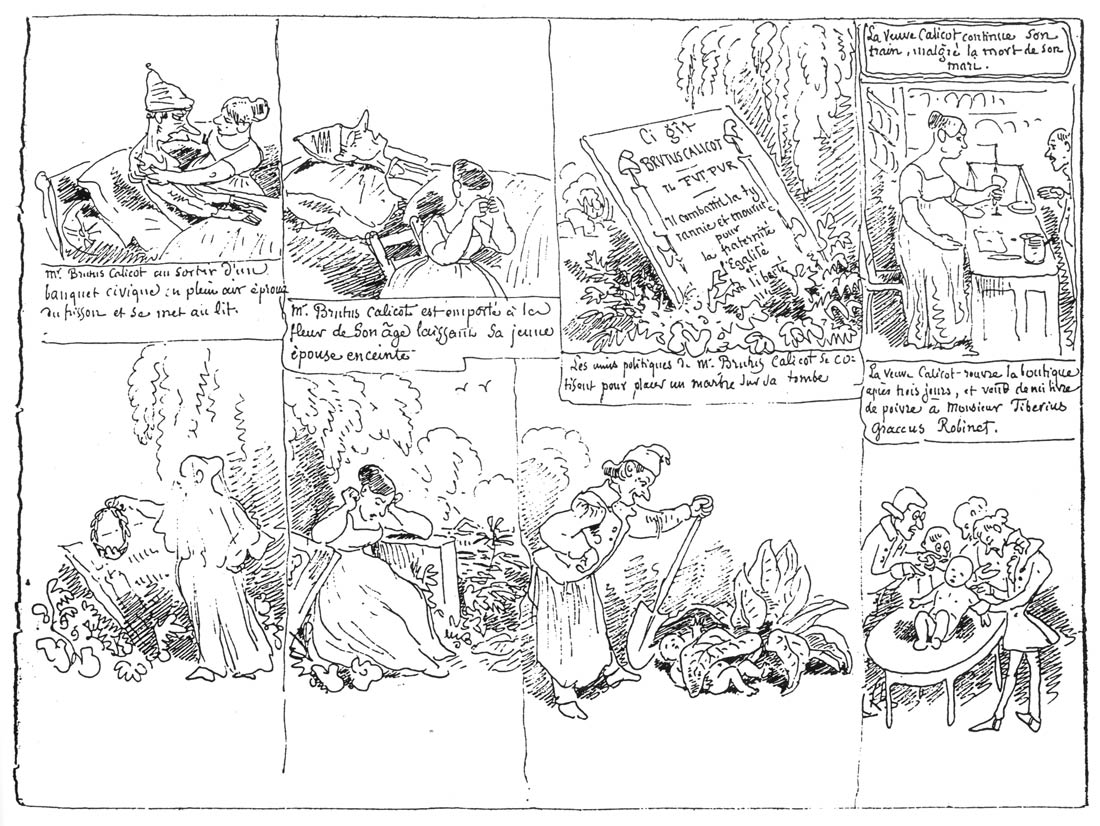 Mr. Brutus Calicot au sortir d'un
banquet civique en plein air éprouve
un frisson et se met au lit.
Mr. Brutus Calicot est emporté à la
fleur de son âge laissant sa jeune
épouse enceinte
Ci git
BRUTUS CALICOT
IL FUT PUR
Il combattit la ty
rannie et mourut
pour
la fraternité
l'égalité
et
la liberté
Les amis politiques de Mr. Brutus Calicot se co-
tisent pour placer un marbre sur sa tombe
La Veuve Calicot continue son
train, malgré la mort de son
mari.
La Veuve Calicot rouvre la boutique
après trois jours, et vend demi livre
de poivre a Monsieur Tiberius
Graccus Robinet.